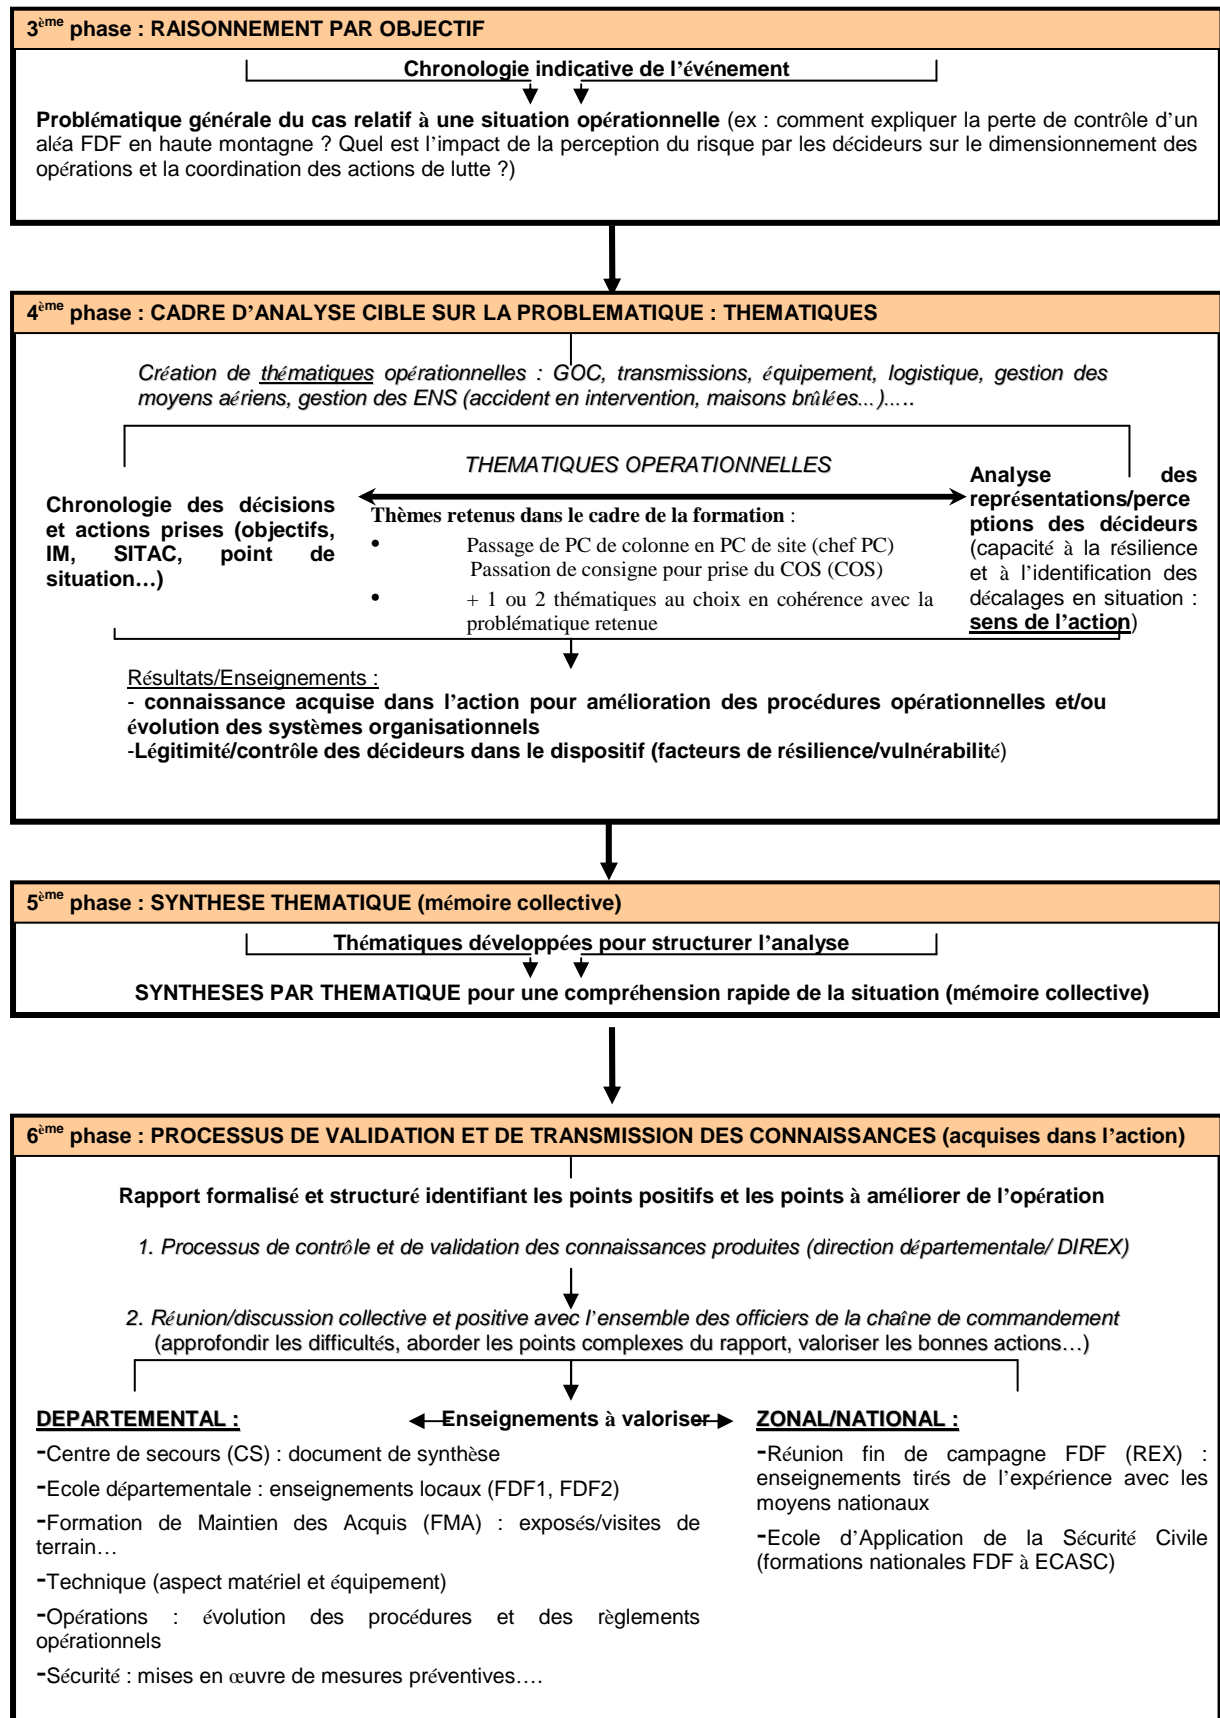 3ème phase : RAISONNEMENT PAR OBJECTIF
Chronologie indicative de l’événement
Problématique générale du cas relatif à une situation opérationnelle (ex : comment expliquer la perte de contrôle d’un
aléa FDF en haute montagne ? Quel est l’impact de la perception du risque par les décideurs sur le dimensionnement des
opérations et la coordination des actions de lutte ?)
4ème phase : CADRE D’ANALYSE CIBLE SUR LA PROBLEMATIQUE : THEMATIQUES
Création de thématiques opérationnelles : GOC, transmissions, équipement, logistique, gestion des
moyens aériens, gestion des ENS (accident en intervention, maisons brûlées...).....
THEMATIQUES OPERATIONNELLES
Chronologie des décisions
et actions prises (objectifs,
IM, SITAC, point de
situation…)
Thèmes retenus dans le cadre de la formation :
• Passage de PC de colonne en PC de site (chef PC)
Passation de consigne pour prise du COS (COS)
• + 1 ou 2 thématiques au choix en cohérence avec la
problématique retenue
Analyse des
représentations/perce
ptions des décideurs
(capacité à la résilience
et à l’identification des
décalages en situation :
sens de l’action)
Résultats/Enseignements :
- connaissance acquise dans l’action pour amélioration des procédures opérationnelles et/ou
évolution des systèmes organisationnels
-Légitimité/contrôle des décideurs dans le dispositif (facteurs de résilience/vulnérabilité)
5ème phase : SYNTHESE THEMATIQUE (mémoire collective)
Thématiques développées pour structurer l’analyse
SYNTHESES PAR THEMATIQUE pour une compréhension rapide de la situation (mémoire collective)
6ème phase : PROCESSUS DE VALIDATION ET DE TRANSMISSION DES CONNAISSANCES (acquises dans l’action)
Rapport formalisé et structuré identifiant les points positifs et les points à améliorer de l’opération
1. Processus de contrôle et de validation des connaissances produites (direction départementale/ DIREX)
2. Réunion/discussion collective et positive avec l’ensemble des officiers de la chaîne de commandement
(approfondir les difficultés, aborder les points complexes du rapport, valoriser les bonnes actions…)
DEPARTEMENTAL :
-Centre de secours (CS) : document de synthèse
-Ecole départementale : enseignements locaux (FDF1, FDF2)
-Formation de Maintien des Acquis (FMA) : exposés/visites de
terrain…
-Technique (aspect matériel et équipement)
-Opérations : évolution des procédures et des règlements
opérationnels
-Sécurité : mises en œuvre de mesures préventives….
Enseignements à valoriser
ZONAL/NATIONAL :
-Réunion fin de campagne FDF (REX) :
enseignements tirés de l’expérience avec les
moyens nationaux
-Ecole d’Application de la Sécurité Civile
(formations nationales FDF à ECASC)